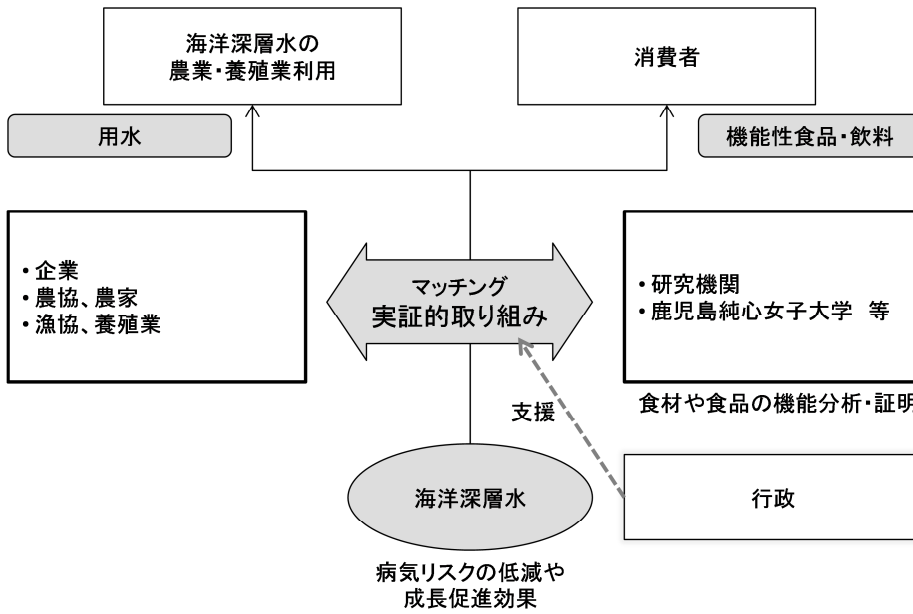 海洋深層水の
農業・養殖業利用
消費者
用水
機能性食品・飲料
・企業
・農協、農家
・漁協、養殖業
マッチング
実証的取り組み
・研究機関
・鹿児島純心女子大学　等
食材や食品の機能分析・証明
支援
海洋深層水
行政
病気リスクの低減や
成長促進効果